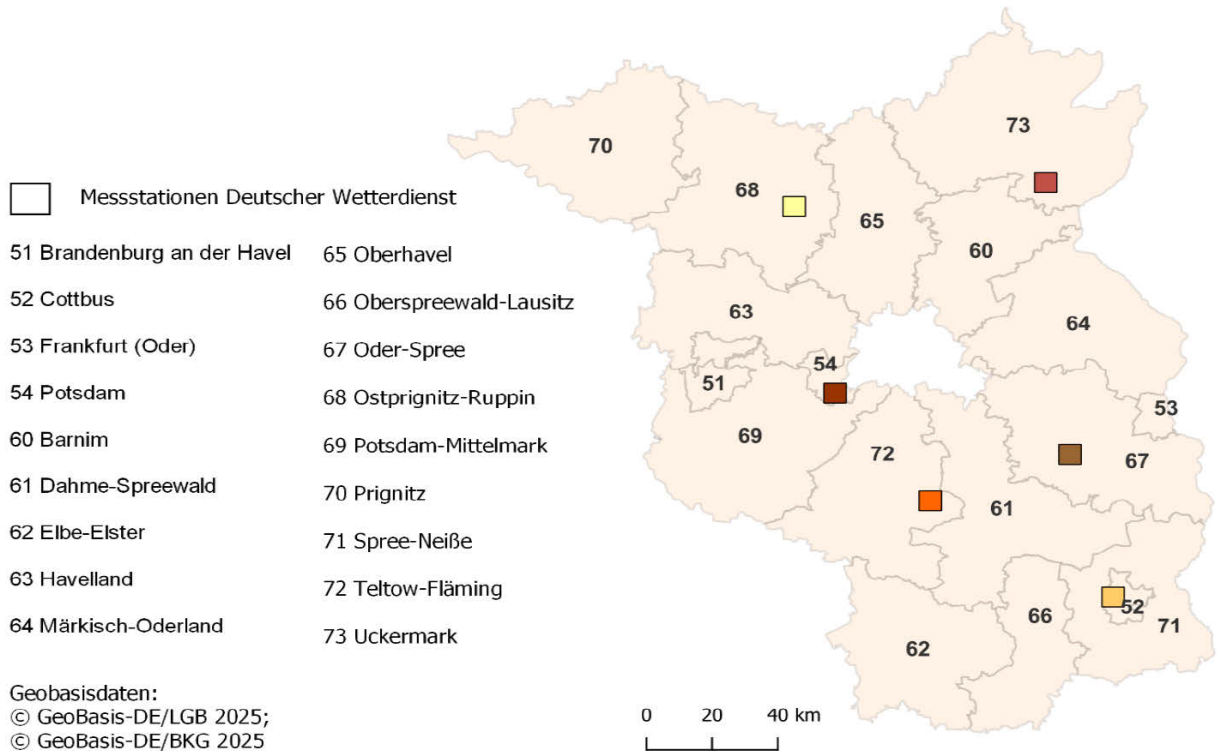 Messstationen Deutscher Wetterdienst
51 Brandenburg an der Havel
52 Cottbus
53 Frankfurt (Oder)
54 Potsdam
60 Barnim
61 Dahme-Spreewald
62 Elbe-Elster
63 Havelland
64 Märkisch-Oderland
65 Oberhavel
66 Oberspreewald-Lausitz
67 Oder-Spree
68 Ostprignitz-Ruppin
69 Potsdam-Mittelmark
70 Prignitz
71 Spree-Neiße
72 Teltow-Fläming
73 Uckermark
Geobasisdaten:
© GeoBasis-DE/LGB 2025;
© GeoBasis-DE/BKG 2025
73
70
68
65
60
63
64
54
51
53
69
72
67
61
52
66
71
62
0 20 40 km